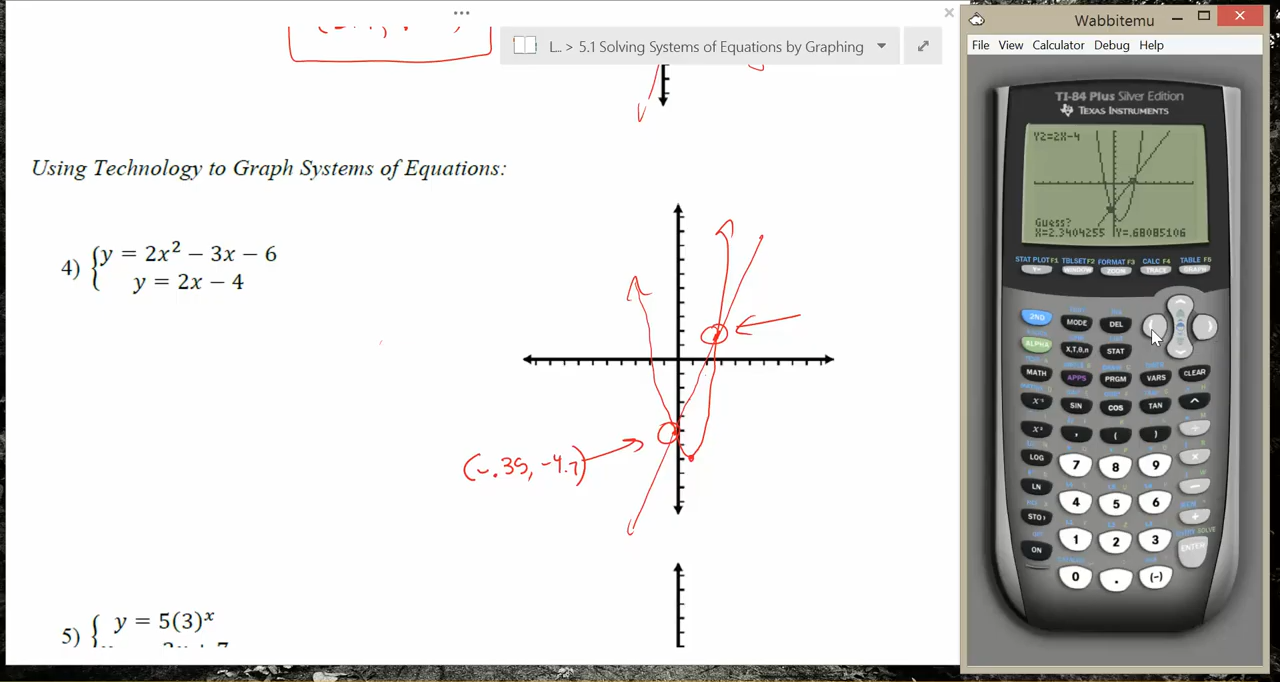 L.. > 5.1 Solving Systems of Equations by Graphing
Using Technology to Graph Systems of Equations:
4) { y = 2x² − 3x − 6
y = 2x − 4
(-.35, -4.7)
5) { y = 5(3)ˣ
Wabbitemu
File View Calculator Debug Help
TI-84 Plus Silver Edition
TEXAS INSTRUMENTS
Y2=2X-4
Guess?
X=2.3404255 Y=.68085106
STAT PLOT F1 TBLSET F2 FORMAT F3 CALC F4 TABLE F5
Y= WINDOW ZOOM TRACE GRAPH
2ND MODE DEL
ALPHA X,T,θ,n STAT
MATH APPS PRGM VARS CLEAR
x⁻¹ SIN COS TAN ^
x² , ( ) ÷
LOG 7 8 9 ×
LN 4 5 6 −
STO› 1 2 3 +
ON 0 . (-) ENTER